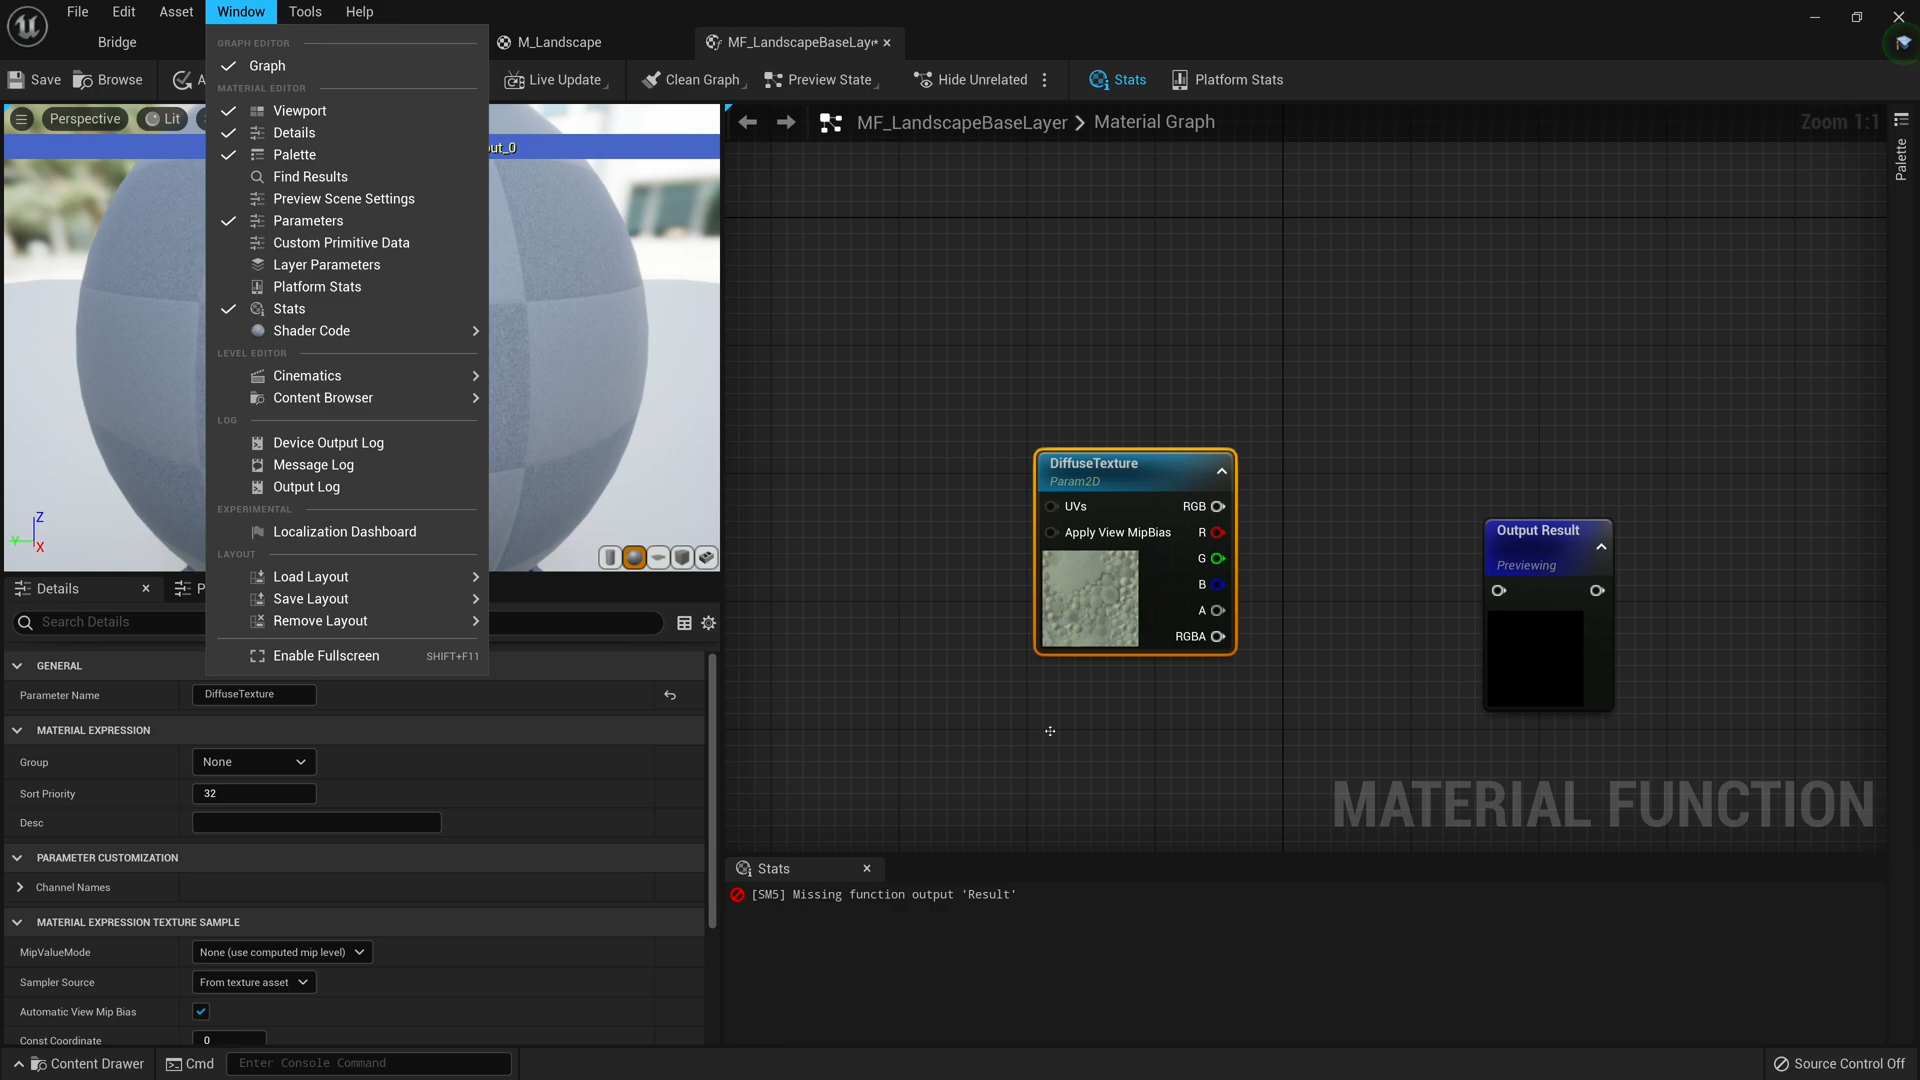 File Edit Asset Window Tools Help
Bridge
M_Landscape
MF_LandscapeBaseLay
Save Browse
Live Update Clean Graph Preview State Hide Unrelated Stats Platform Stats
GRAPH EDITOR
Graph
MATERIAL EDITOR
Viewport
Details
Palette
Find Results
Preview Scene Settings
Parameters
Custom Primitive Data
Layer Parameters
Platform Stats
Stats
Shader Code
LEVEL EDITOR
Cinematics
Content Browser
LOG
Device Output Log
Message Log
Output Log
EXPERIMENTAL
Localization Dashboard
LAYOUT
Load Layout
Save Layout
Remove Layout
Enable Fullscreen SHIFT+F11
Perspective Lit
ut_0
Z
Y
X
MF_LandscapeBaseLayer > Material Graph
Zoom 1:1
Palette
DiffuseTexture
Param2D
UVs RGB
Apply View MipBias R
G
B
A
RGBA
Output Result
Previewing
MATERIAL FUNCTION
Details
Search Details
GENERAL
Parameter Name DiffuseTexture
MATERIAL EXPRESSION
Group None
Sort Priority 32
Desc
PARAMETER CUSTOMIZATION
Channel Names
MATERIAL EXPRESSION TEXTURE SAMPLE
MipValueMode None (use computed mip level)
Sampler Source From texture asset
Automatic View Mip Bias
Const Coordinate 0
Stats
[SM5] Missing function output 'Result'
Content Drawer Cmd Enter Console Command
Source Control Off